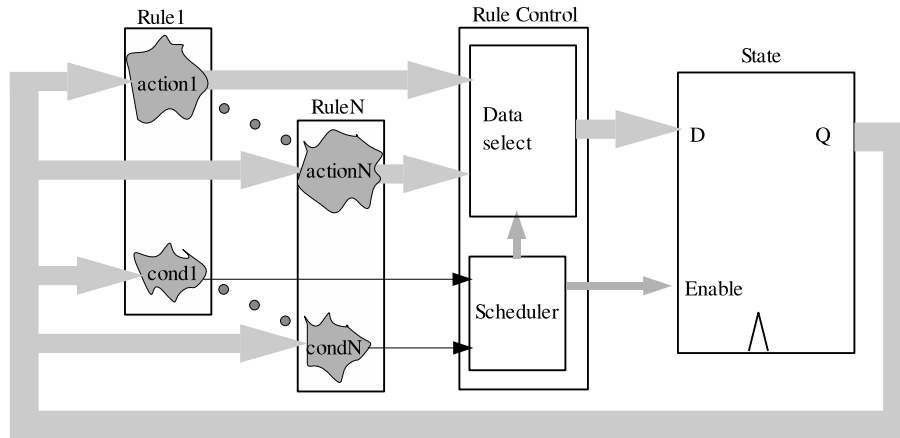 Rule1
Rule Control
State
action1
RuleN
Data
select
D
Q
actionN
cond1
Scheduler
Enable
condN